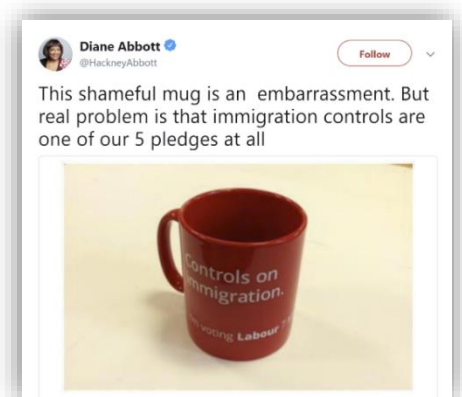 Diane Abbott
@HackneyAbbott
Follow
This shameful mug is an embarrassment. But
real problem is that immigration controls are
one of our 5 pledges at all
Controls on
immigration.
voting Labour